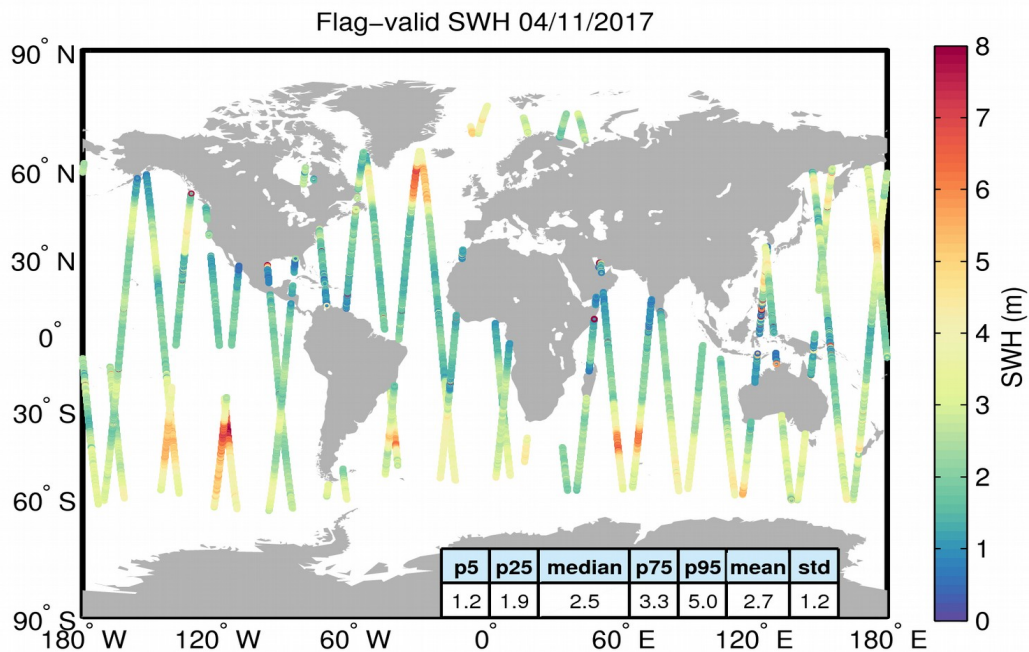 Flag−valid SWH 04/11/2017
90° N
60° N
30° N
0°
30° S
60° S
90° S
180° W
120° W
60° W
0°
60° E
120° E
180° E
8
7
6
5
4
3
2
1
0
SWH (m)
p5 p25 median p75 p95 mean std
1.2 1.9 2.5 3.3 5.0 2.7 1.2